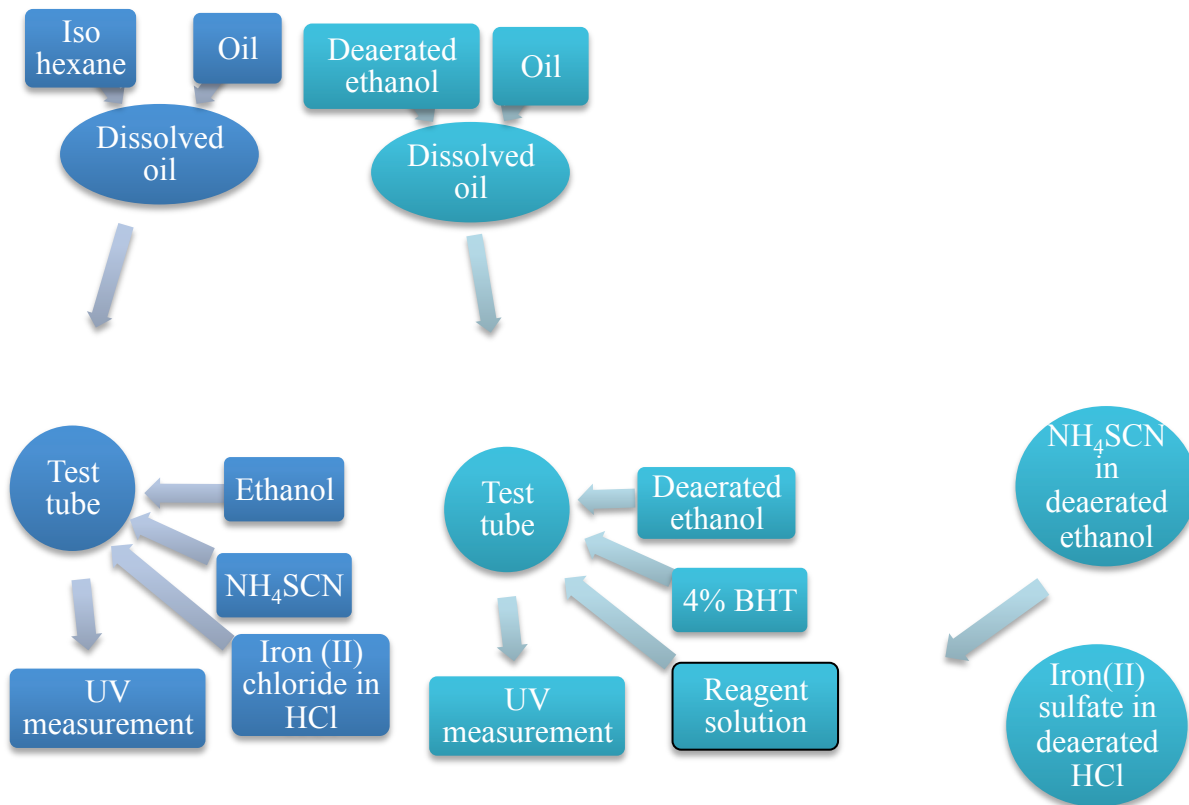 Iso
hexane
Oil
Dissolved
oil
Deaerated
ethanol
Oil
Dissolved
oil
Test
tube
Ethanol
NH₄SCN
Iron (II)
chloride in
HCl
UV
measurement
Test
tube
Deaerated
ethanol
4% BHT
Reagent
solution
UV
measurement
NH₄SCN
in
deaerated
ethanol
Iron(II)
sulfate in
deaerated
HCl